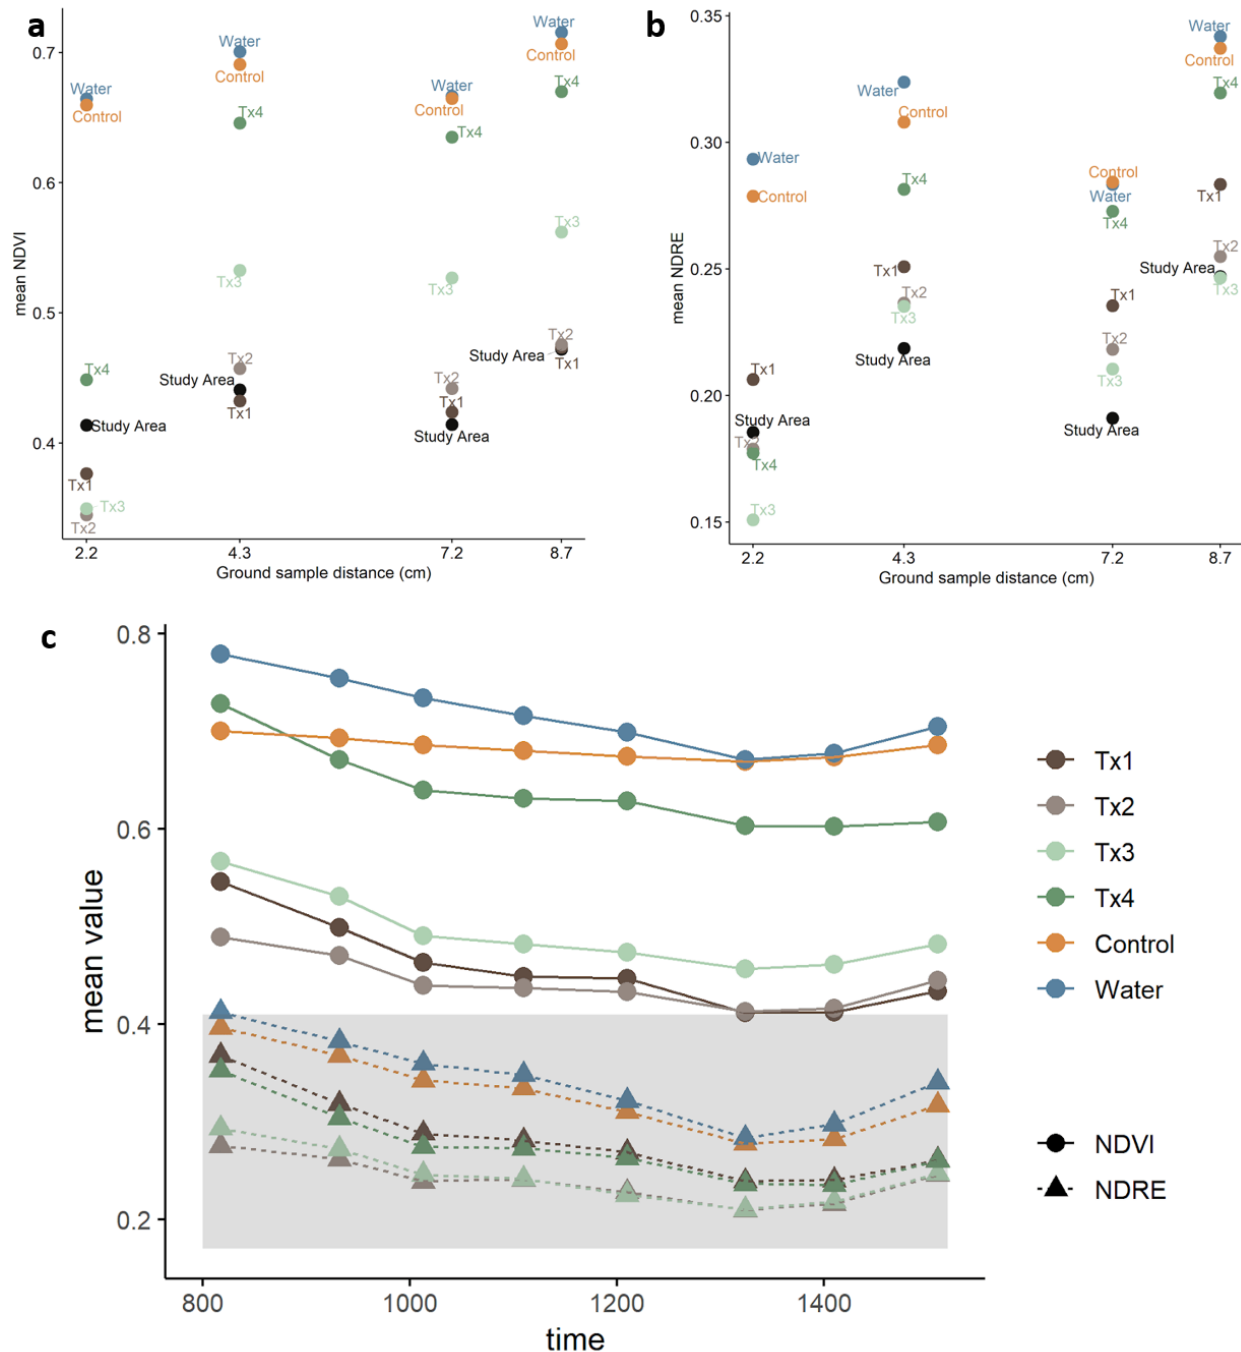 a
mean NDVI
0.7
0.6
0.5
0.4
Water
Control
Tx4
Study Area
Tx1
Tx3
Tx2
Water
Control
Tx4
Tx3
Tx2
Study Area
Tx1
Water
Control
Tx4
Tx3
Tx2
Tx1
Study Area
Water
Control
Tx4
Tx3
Tx2
Study Area
Tx1
2.2
4.3
7.2
8.7
Ground sample distance (cm)
b
mean NDRE
0.35
0.30
0.25
0.20
0.15
Water
Control
Tx1
Study Area
Tx2
Tx4
Tx3
Water
Control
Tx4
Tx1
Tx2
Tx3
Study Area
Control
Water
Tx4
Tx1
Tx2
Tx3
Study Area
Water
Control
Tx4
Tx1
Tx2
Study Area
Tx3
2.2
4.3
7.2
8.7
Ground sample distance (cm)
c
mean value
0.8
0.6
0.4
0.2
800
1000
1200
1400
time
Tx1
Tx2
Tx3
Tx4
Control
Water
NDVI
NDRE